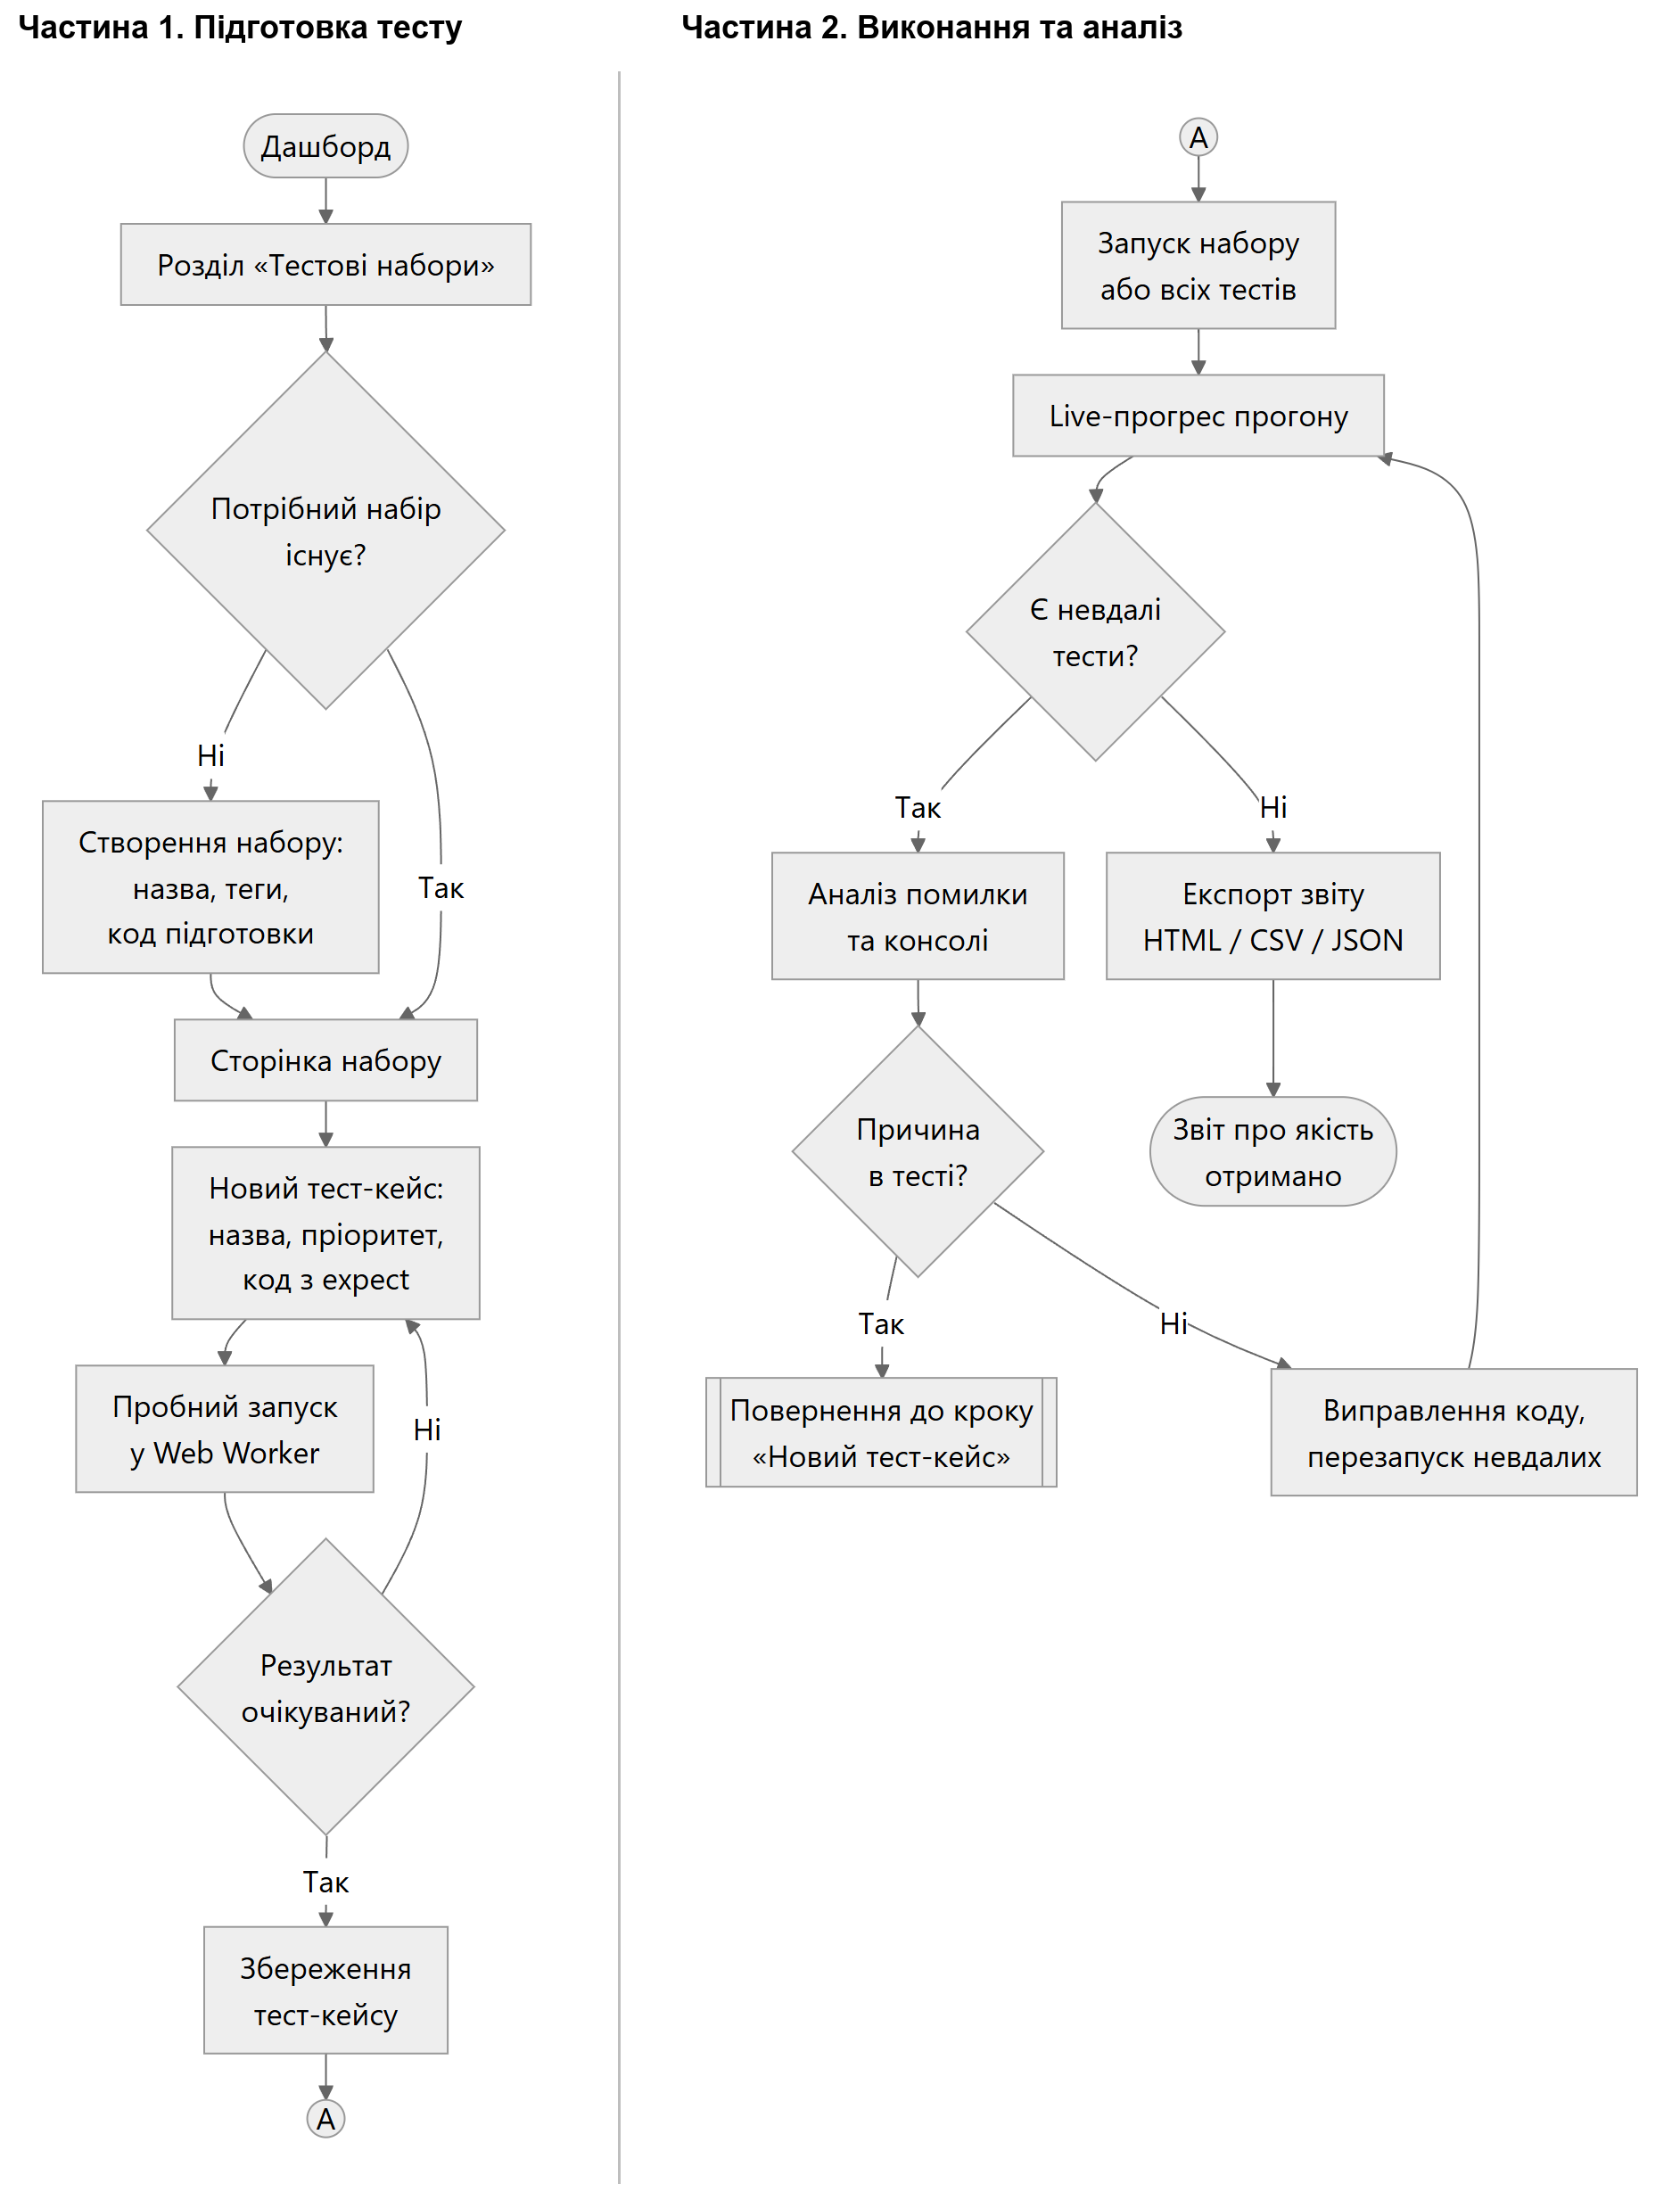 Частина 1. Підготовка тесту
Дашборд
Розділ «Тестові набори»
Потрібний набір
існує?
Ні
Так
Створення набору:
назва, теги,
код підготовки
Сторінка набору
Новий тест-кейс:
назва, пріоритет,
код з expect
Пробний запуск
у Web Worker
Ні
Результат
очікуваний?
Так
Збереження
тест-кейсу
А
Частина 2. Виконання та аналіз
А
Запуск набору
або всіх тестів
Live-прогрес прогону
Є невдалі
тести?
Так
Ні
Аналіз помилки
та консолі
Експорт звіту
HTML / CSV / JSON
Причина
в тесті?
Звіт про якість
отримано
Так
Ні
Повернення до кроку
«Новий тест-кейс»
Виправлення коду,
перезапуск невдалих